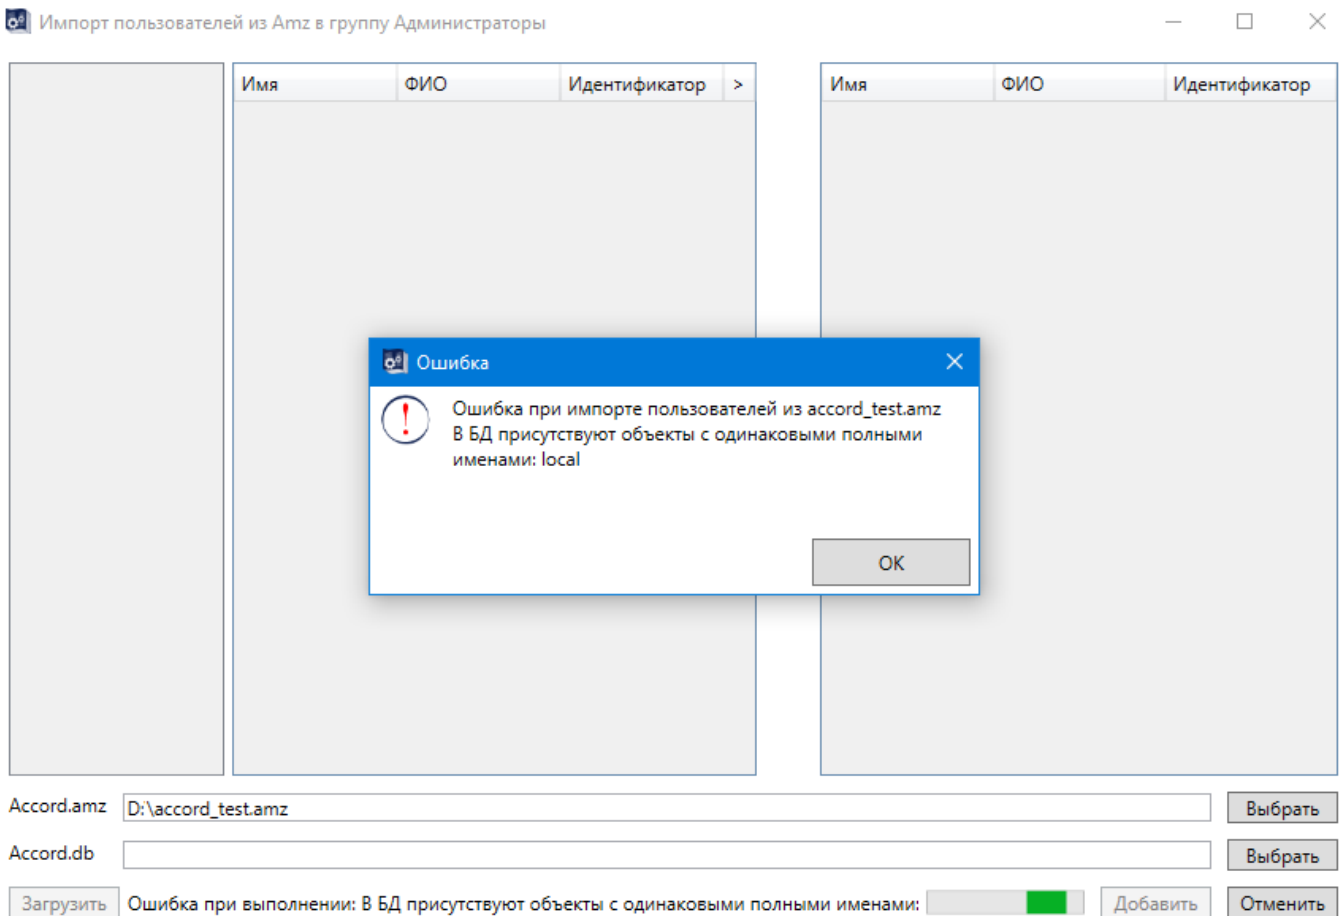 Импорт пользователей из Amz в группу Администраторы
Имя ФИО Идентификатор >
Имя ФИО Идентификатор
Ошибка
Ошибка при импорте пользователей из accord_test.amz
В БД присутствуют объекты с одинаковыми полными
именами: local
OK
Accord.amz D:\accord_test.amz Выбрать
Accord.db Выбрать
Загрузить Ошибка при выполнении: В БД присутствуют объекты с одинаковыми полными именами: Добавить Отменить